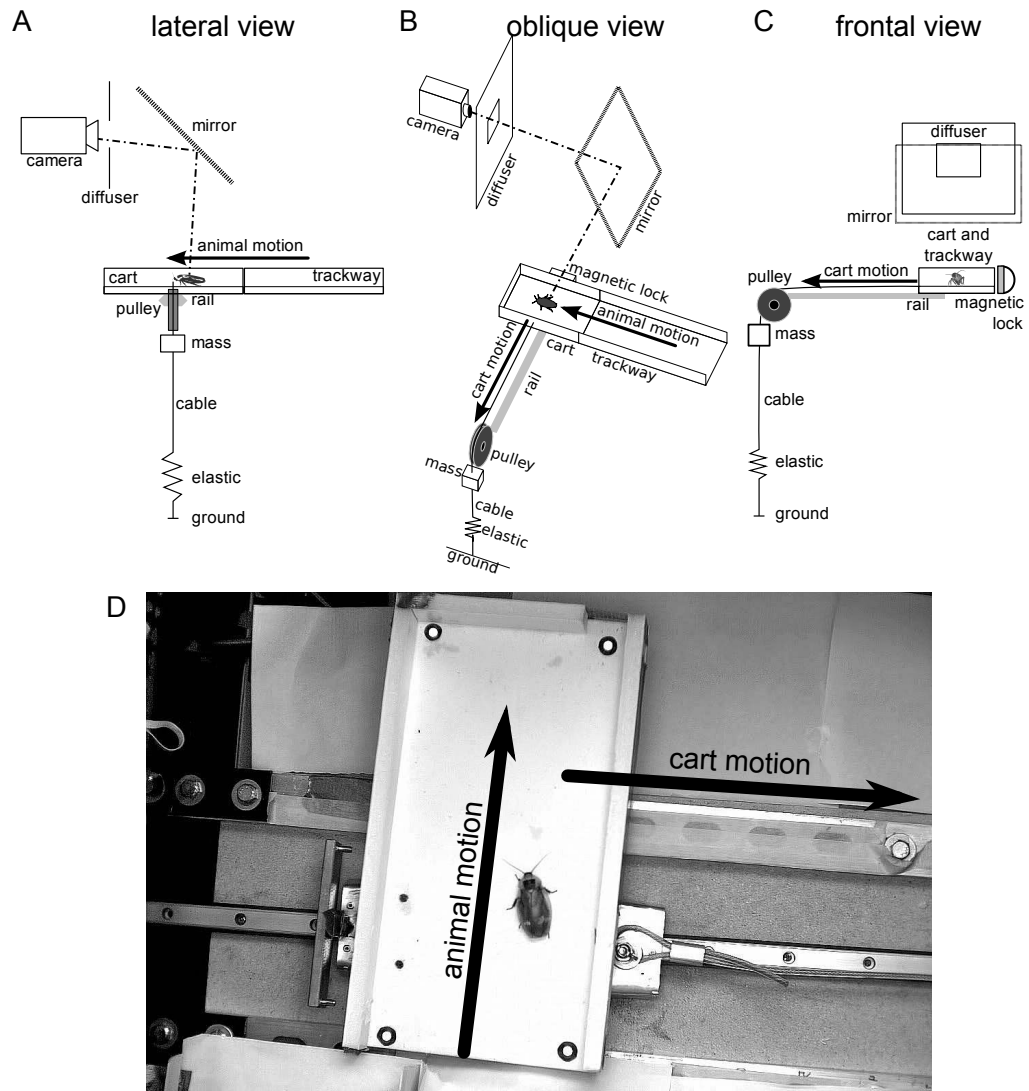 A
lateral view
camera
diffuser
mirror
animal motion
cart
trackway
pulley
rail
mass
cable
elastic
ground
B
oblique view
camera
diffuser
mirror
magnetic lock
animal motion
cart motion
cart
trackway
rail
pulley
mass
cable
elastic
ground
C
frontal view
diffuser
mirror
cart and
trackway
pulley
cart motion
rail
magnetic
lock
mass
cable
elastic
ground
D
cart motion
animal motion